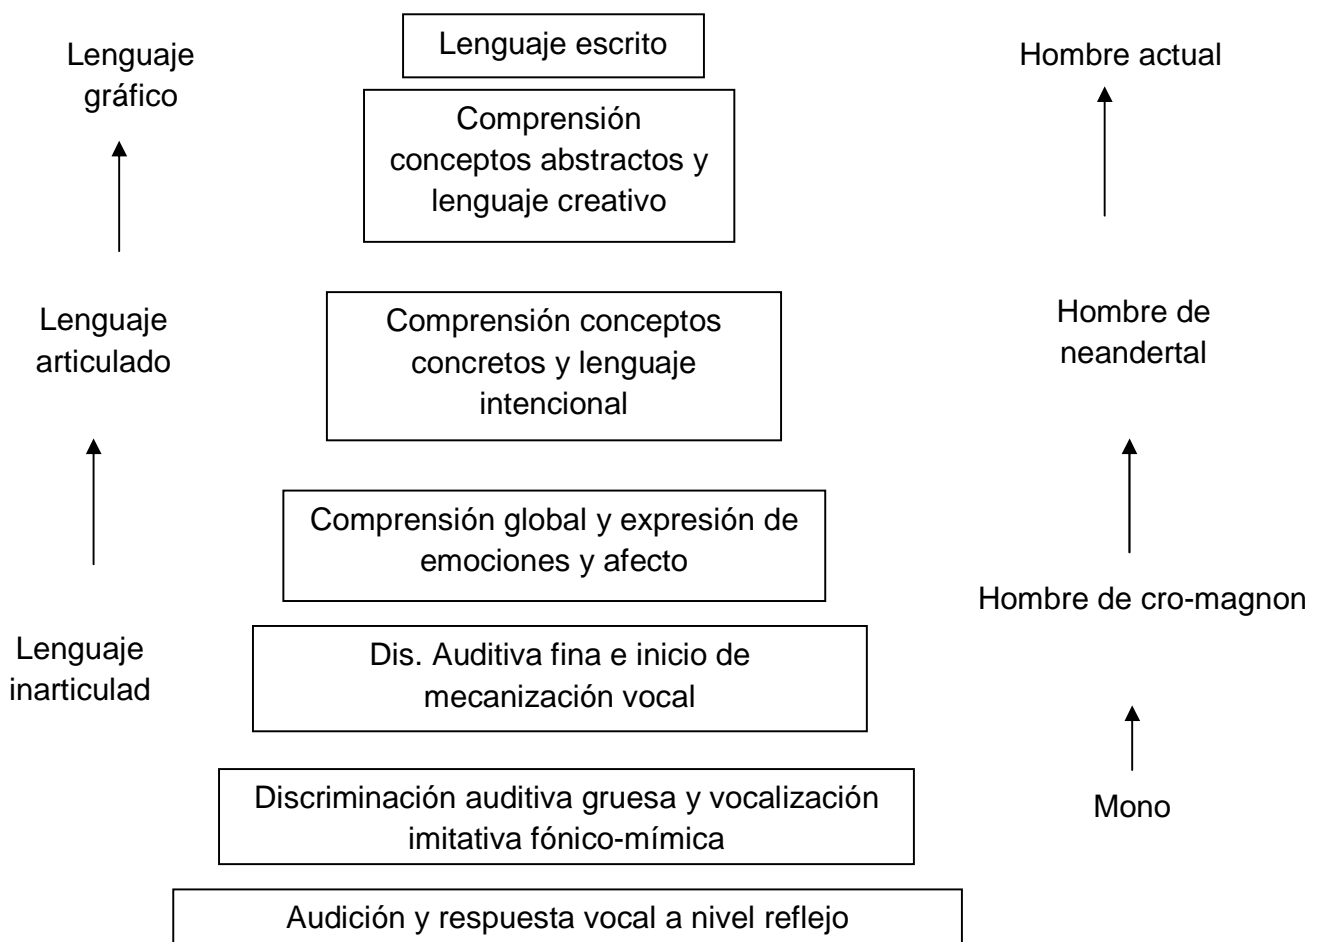 Lenguaje
gráfico
Lenguaje escrito
Hombre actual
Comprensión
conceptos abstractos y
lenguaje creativo
Lenguaje
articulado
Comprensión conceptos
concretos y lenguaje
intencional
Hombre de
neandertal
Comprensión global y expresión de
emociones y afecto
Hombre de cro-magnon
Lenguaje
inarticulad
Dis. Auditiva fina e inicio de
mecanización vocal
Discriminación auditiva gruesa y vocalización
imitativa fónico-mímica
Mono
Audición y respuesta vocal a nivel reflejo